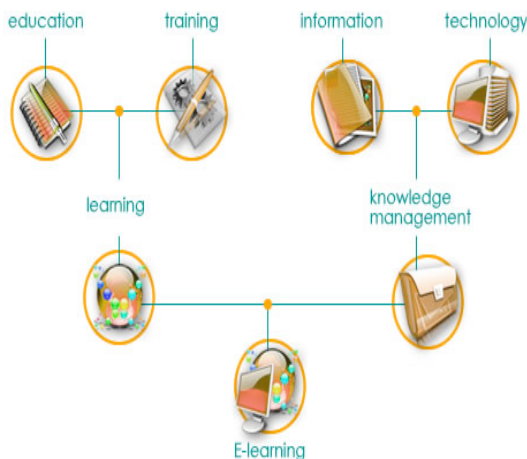 education
training
information
technology
learning
knowledge
management
E-learning